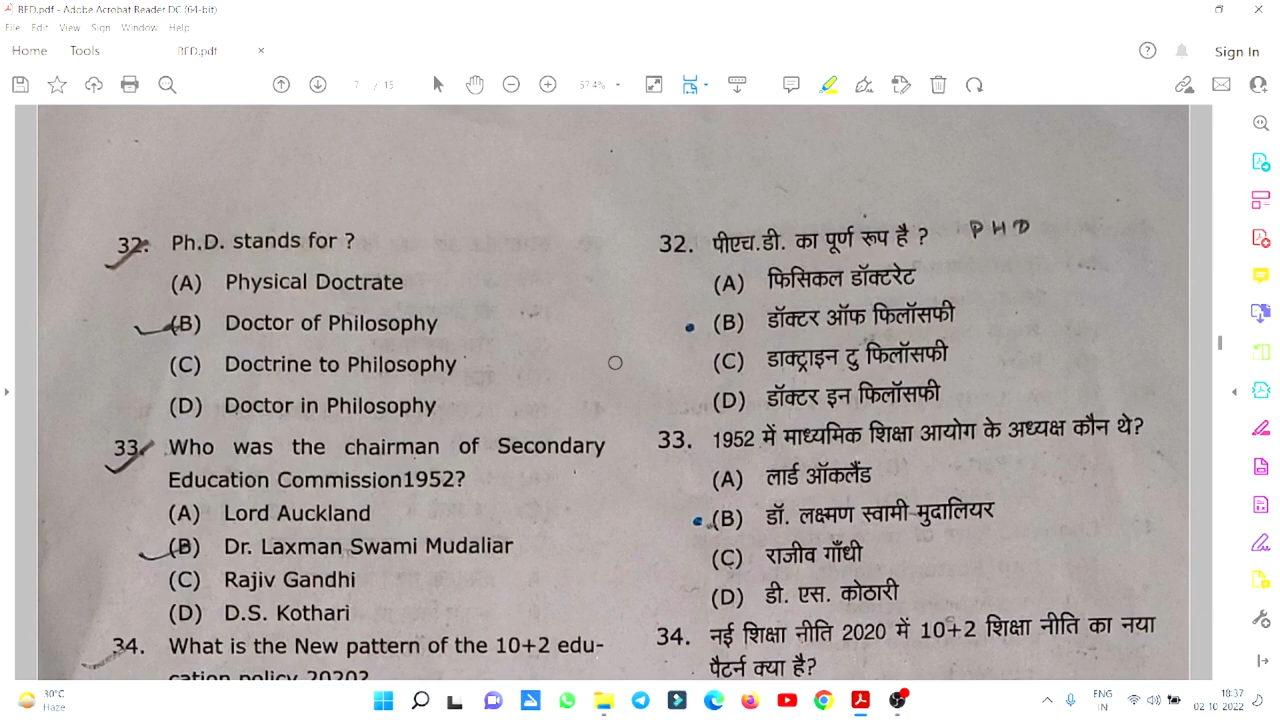 BED.pdf - Adobe Acrobat Reader DC (64-bit)
File Edit View Sign Window Help
Home Tools BED.pdf × Sign In
7 / 15 57.4%
32. Ph.D. stands for ?
(A) Physical Doctrate
(B) Doctor of Philosophy
(C) Doctrine to Philosophy
(D) Doctor in Philosophy
33. Who was the chairman of Secondary
Education Commission1952?
(A) Lord Auckland
(B) Dr. Laxman Swami Mudaliar
(C) Rajiv Gandhi
(D) D.S. Kothari
34. What is the New pattern of the 10+2 edu-
cation policy 2020?
32. पीएच.डी. का पूर्ण रूप है ? PHD
(A) फिसिकल डॉक्टरेट
(B) डॉक्टर ऑफ फिलॉसफी
(C) डाक्ट्राइन टु फिलॉसफी
(D) डॉक्टर इन फिलॉसफी
33. 1952 में माध्यमिक शिक्षा आयोग के अध्यक्ष कौन थे?
(A) लार्ड ऑकलैंड
(B) डॉ. लक्ष्मण स्वामी मुदालियर
(C) राजीव गाँधी
(D) डी. एस. कोठारी
34. नई शिक्षा नीति 2020 में 10+2 शिक्षा नीति का नया
पैटर्न क्या है?
30°C
Haze
ENG
IN
18:37
02-10-2022